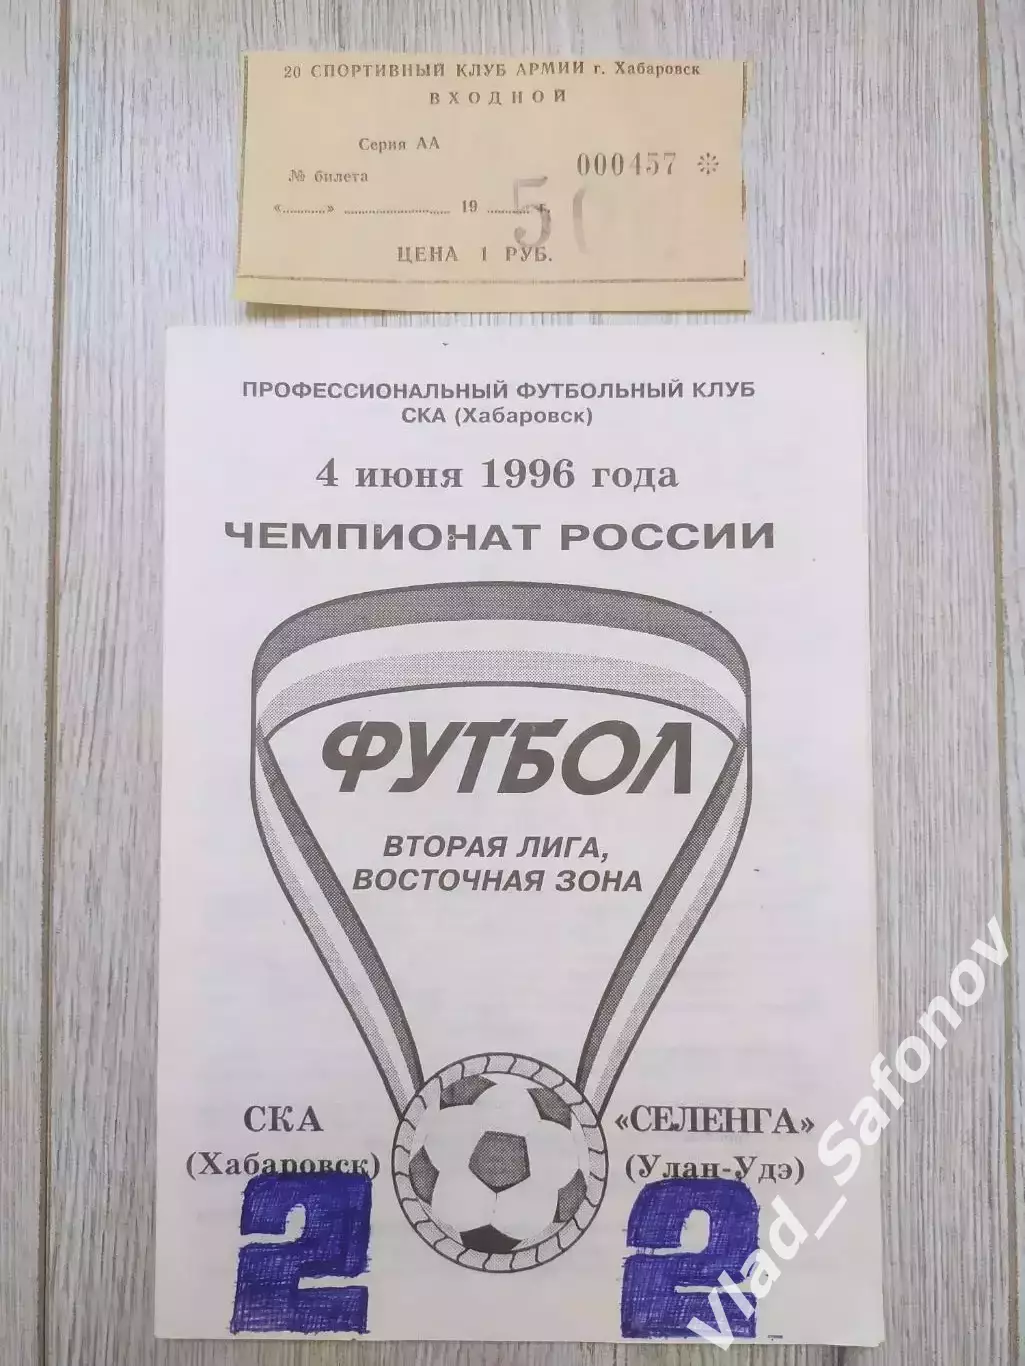 20 СПОРТИВНЫЙ КЛУБ АРМИИ г. Хабаровск
ВХОДНОЙ
Серия АА
№ билета
000457 ※
«..........» .......................... 19 .......... г.
5
ЦЕНА 1 РУБ.
ПРОФЕССИОНАЛЬНЫЙ ФУТБОЛЬНЫЙ КЛУБ
СКА (Хабаровск)
4 июня 1996 года
ЧЕМПИОНАТ РОССИИ
ФУТБОЛ
ВТОРАЯ ЛИГА,
ВОСТОЧНАЯ ЗОНА
СКА
(Хабаровск)
«СЕЛЕНГА»
(Улан-Удэ)
2 2
Vlad_Safonov